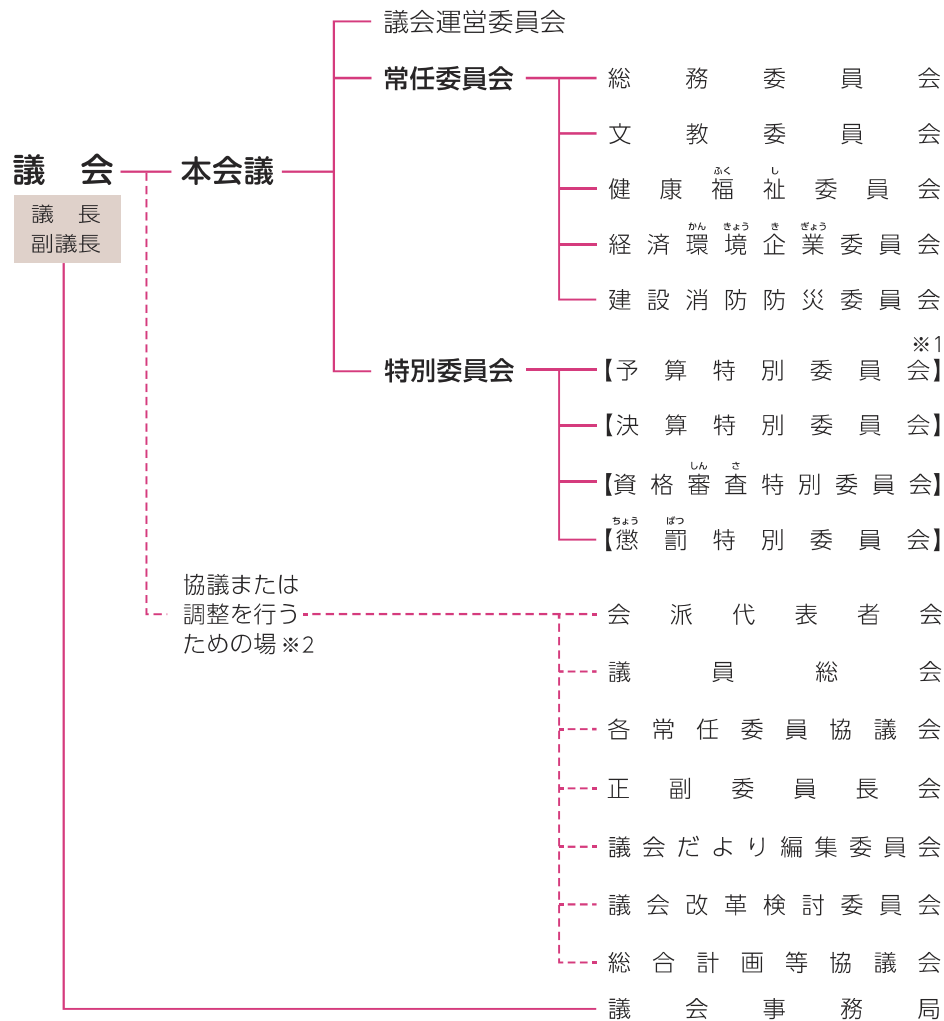 議会
議長
副議長
本会議
議会運営委員会
常任委員会
総務委員会
文教委員会
ふく し
健康福祉委員会
かん きょう き ぎょう
経済環境企業委員会
建設消防防災委員会
特別委員会
※1
【予算特別委員会】
【決算特別委員会】
しん さ
【資格審査特別委員会】
ちょう ばつ
【懲罰特別委員会】
協議または
調整を行う
ための場※2
会派代表者会
議員総会
各常任委員協議会
正副委員長会
議会だより編集委員会
議会改革検討委員会
総合計画等協議会
議会事務局